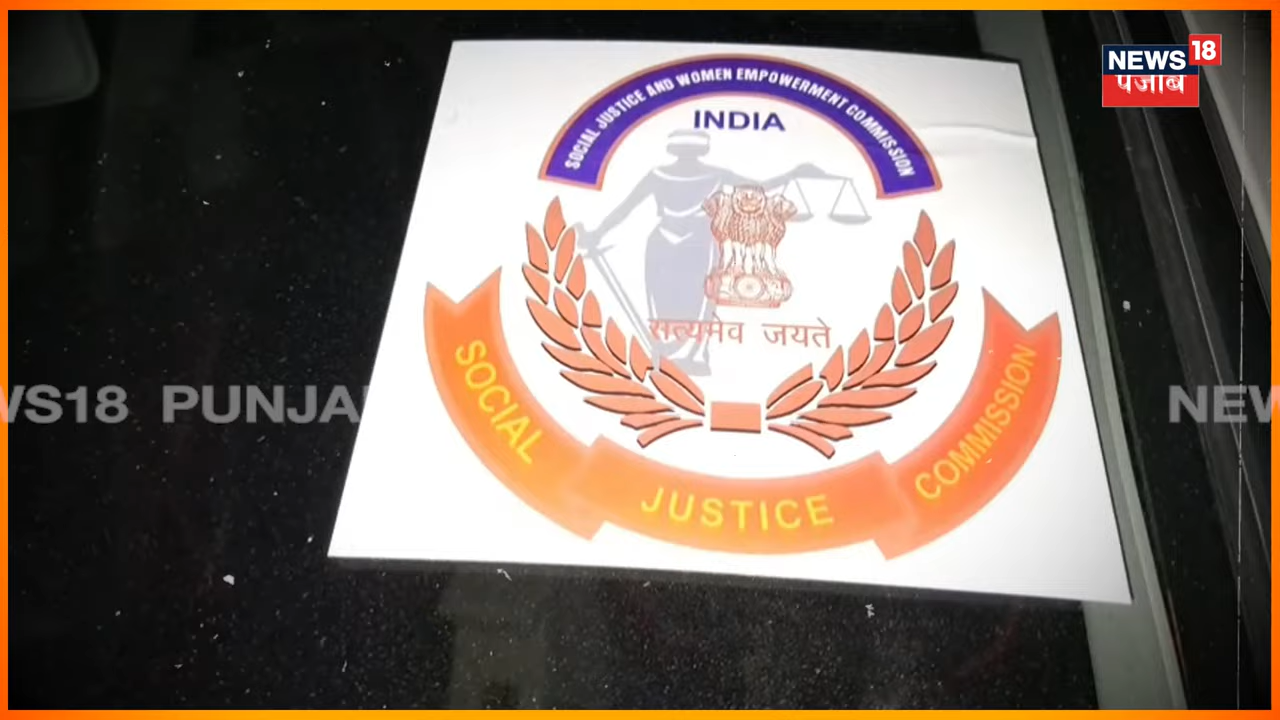 NEWS 18
ਪੰਜਾਬ
SOCIAL JUSTICE AND WOMEN EMPOWERMENT COMMISSION
INDIA
सत्यमेव जयते
WS18 PUNJA
NEW
SOCIAL JUSTICE COMMISSION